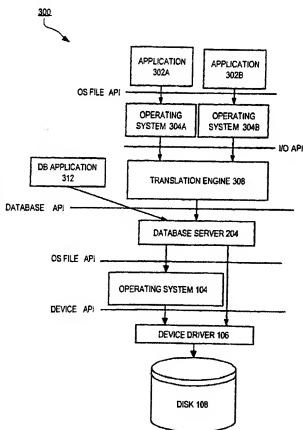 300
APPLICATION
302A
APPLICATION
302B
OS FILE API
OPERATING
SYSTEM 304A
OPERATING
SYSTEM 304B
I/O API
DB APPLICATION
312
TRANSLATION ENGINE 308
DATABASE API
DATABASE SERVER 204
OS FILE API
OPERATING SYSTEM 104
DEVICE API
DEVICE DRIVER 106
DISK 108